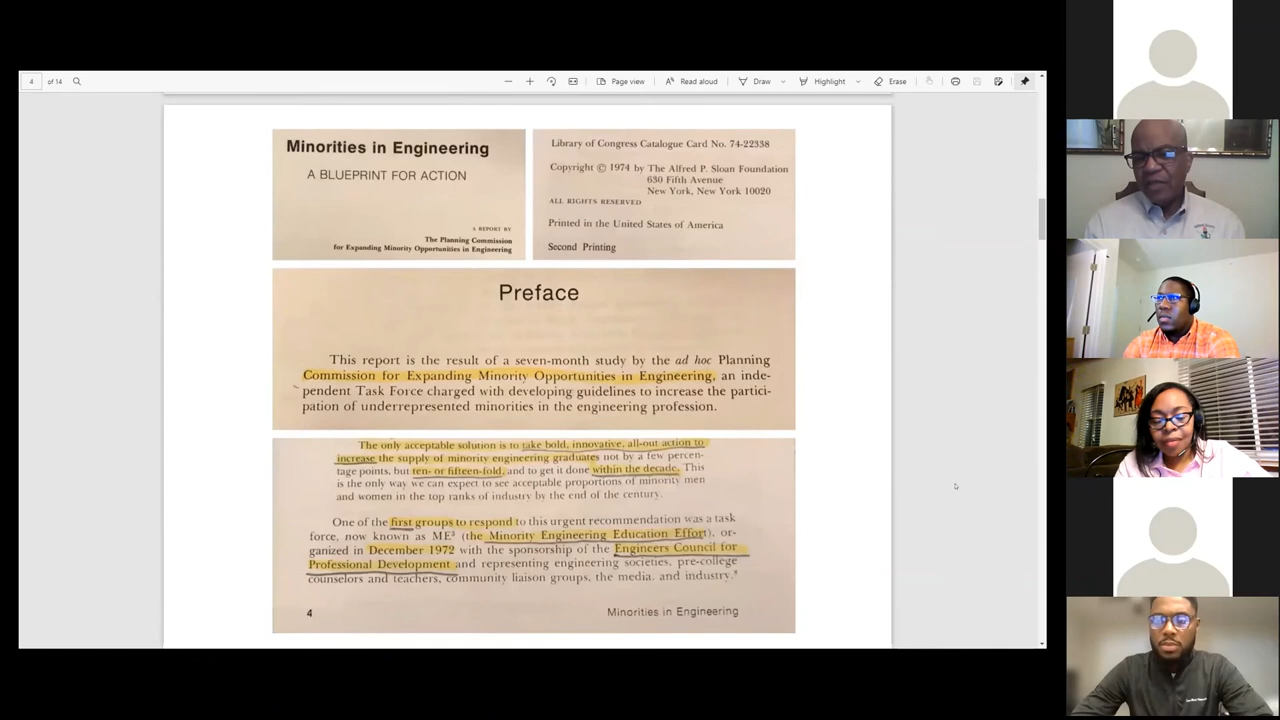 4 of 14
Page view
Read aloud
Draw
Highlight
Erase
Minorities in Engineering
A BLUEPRINT FOR ACTION
A REPORT BY
The Planning Commission
for Expanding Minority Opportunities in Engineering
Library of Congress Catalogue Card No. 74-22338
Copyright © 1974 by The Alfred P. Sloan Foundation
630 Fifth Avenue
New York, New York 10020
ALL RIGHTS RESERVED
Printed in the United States of America
Second Printing
Preface
This report is the result of a seven-month study by the ad hoc Planning
Commission for Expanding Minority Opportunities in Engineering, an inde-
pendent Task Force charged with developing guidelines to increase the partici-
pation of underrepresented minorities in the engineering profession.
The only acceptable solution is to take bold, innovative, all-out action to
increase the supply of minority engineering graduates not by a few percen-
tage points, but ten- or fifteen-fold, and to get it done within the decade. This
is the only way we can expect to see acceptable proportions of minority men
and women in the top ranks of industry by the end of the century.
One of the first groups to respond to this urgent recommendation was a task
force, now known as ME³ (the Minority Engineering Education Effort), or-
ganized in December 1972 with the sponsorship of the Engineers Council for
Professional Development and representing engineering societies, pre-college
counselors and teachers, community liaison groups, the media, and industry.*
4 Minorities in Engineering